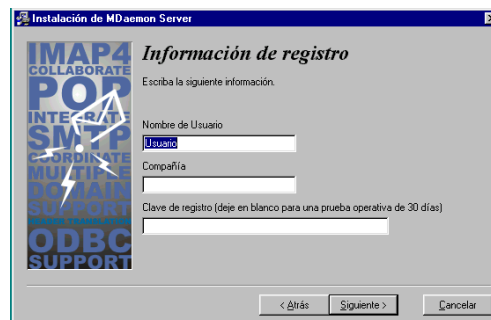 Instalación de MDaemon Server
IMAP4
COLLABORATE
POP
INTEGRATE
SMTP
COORDINATE
MULTIPLE
DOMAIN
SUPPORT
HEADER TRANSLATION
ODBC
SUPPORT
Información de registro
Escriba la siguiente información.
Nombre de Usuario
Usuario
Compañía
Clave de registro (deje en blanco para una prueba operativa de 30 días)
< Atrás
Siguiente >
Cancelar